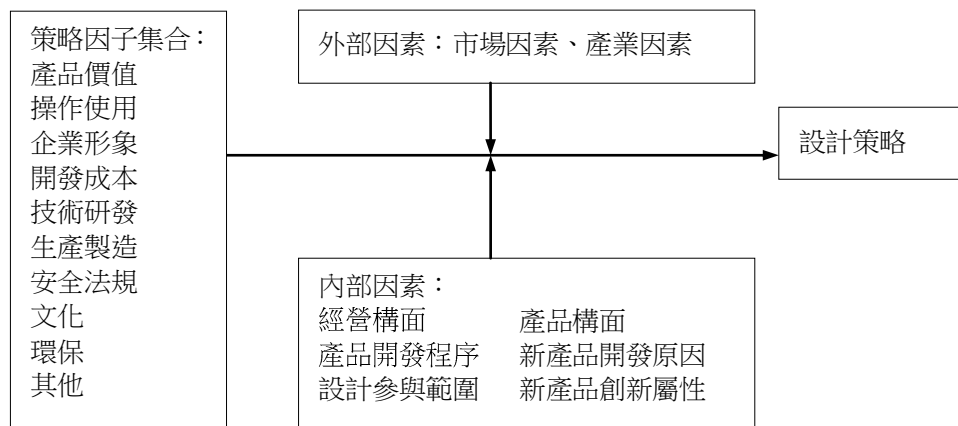 策略因子集合：
產品價值
操作使用
企業形象
開發成本
技術研發
生產製造
安全法規
文化
環保
其他
外部因素：市場因素、產業因素
設計策略
內部因素：
經營構面 產品構面
產品開發程序 新產品開發原因
設計參與範圍 新產品創新屬性